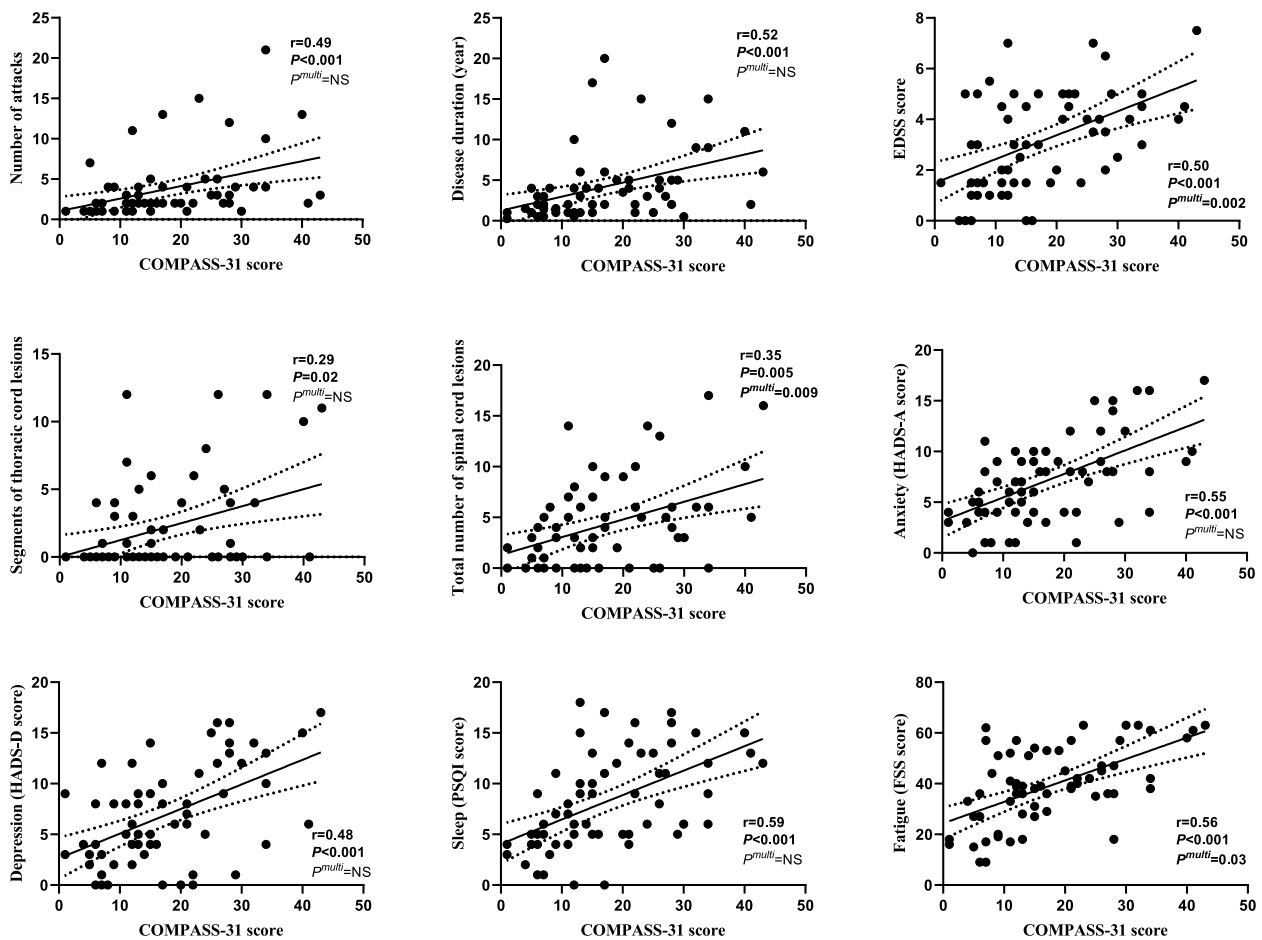 Number of attacks
25
20
15
10
5
0
0 10 20 30 40 50
COMPASS-31 score
r=0.49
P<0.001
P^multi=NS
Disease duration (year)
25
20
15
10
5
0
0 10 20 30 40 50
COMPASS-31 score
r=0.52
P<0.001
P^multi=NS
EDSS score
8
6
4
2
0
0 10 20 30 40 50
COMPASS-31 score
r=0.50
P<0.001
P^multi=0.002
Segments of thoracic cord lesions
15
10
5
0
0 10 20 30 40 50
COMPASS-31 score
r=0.29
P=0.02
P^multi=NS
Total number of spinal cord lesions
20
15
10
5
0
0 10 20 30 40 50
COMPASS-31 score
r=0.35
P=0.005
P^multi=0.009
Anxiety (HADS-A score)
20
15
10
5
0
0 10 20 30 40 50
COMPASS-31 score
r=0.55
P<0.001
P^multi=NS
Depression (HADS-D score)
20
15
10
5
0
0 10 20 30 40 50
COMPASS-31 score
r=0.48
P<0.001
P^multi=NS
Sleep (PSQI score)
20
15
10
5
0
0 10 20 30 40 50
COMPASS-31 score
r=0.59
P<0.001
P^multi=NS
Fatigue (FSS score)
80
60
40
20
0
0 10 20 30 40 50
COMPASS-31 score
r=0.56
P<0.001
P^multi=0.03